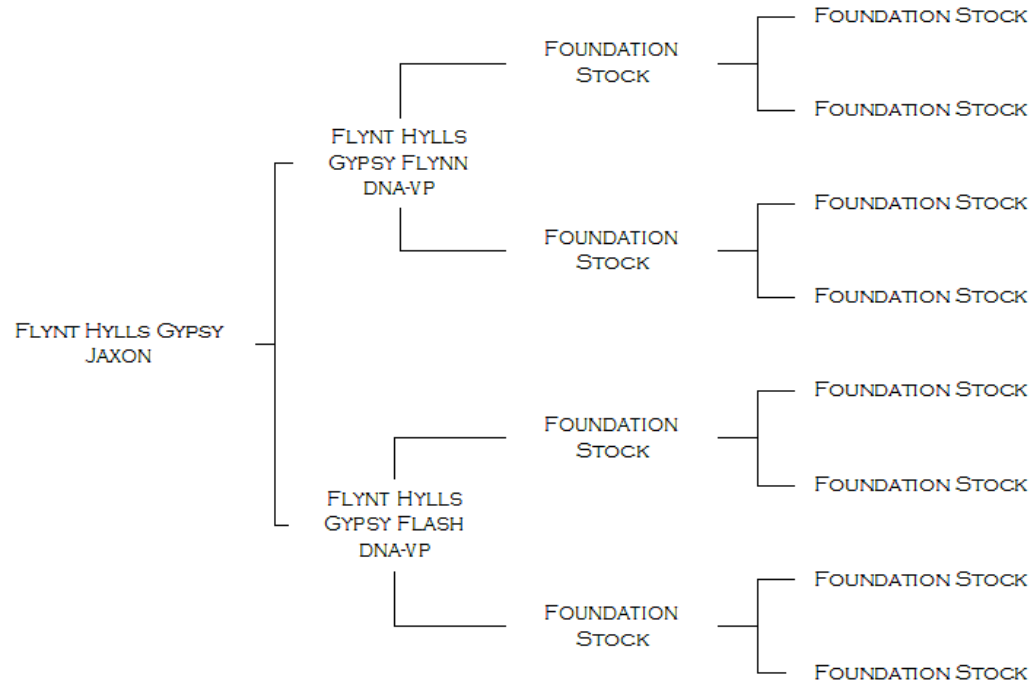 Foundation Stock
Foundation
Stock
Foundation Stock
Flynt Hylls
Gypsy Flynn
DNA-VP
Foundation Stock
Foundation
Stock
Foundation Stock
Flynt Hylls Gypsy
Jaxon
Foundation Stock
Foundation
Stock
Foundation Stock
Flynt Hylls
Gypsy Flash
DNA-VP
Foundation Stock
Foundation
Stock
Foundation Stock